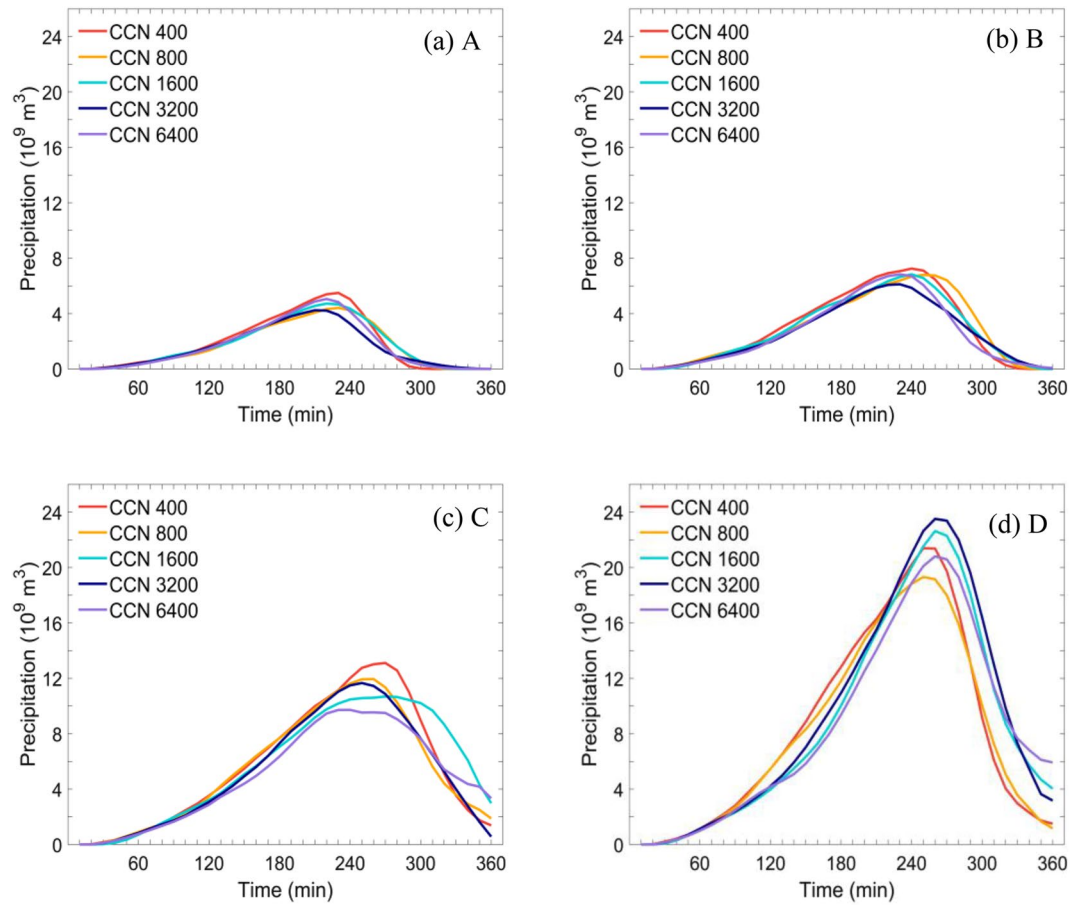 (a) A
CCN 400
CCN 800
CCN 1600
CCN 3200
CCN 6400
Precipitation (10⁹ m³)
24
20
16
12
8
4
0
60 120 180 240 300 360
Time (min)
(b) B
CCN 400
CCN 800
CCN 1600
CCN 3200
CCN 6400
Precipitation (10⁹ m³)
24
20
16
12
8
4
0
60 120 180 240 300 360
Time (min)
(c) C
CCN 400
CCN 800
CCN 1600
CCN 3200
CCN 6400
Precipitation (10⁹ m³)
24
20
16
12
8
4
0
60 120 180 240 300 360
Time (min)
(d) D
CCN 400
CCN 800
CCN 1600
CCN 3200
CCN 6400
Precipitation (10⁹ m³)
24
20
16
12
8
4
0
60 120 180 240 300 360
Time (min)